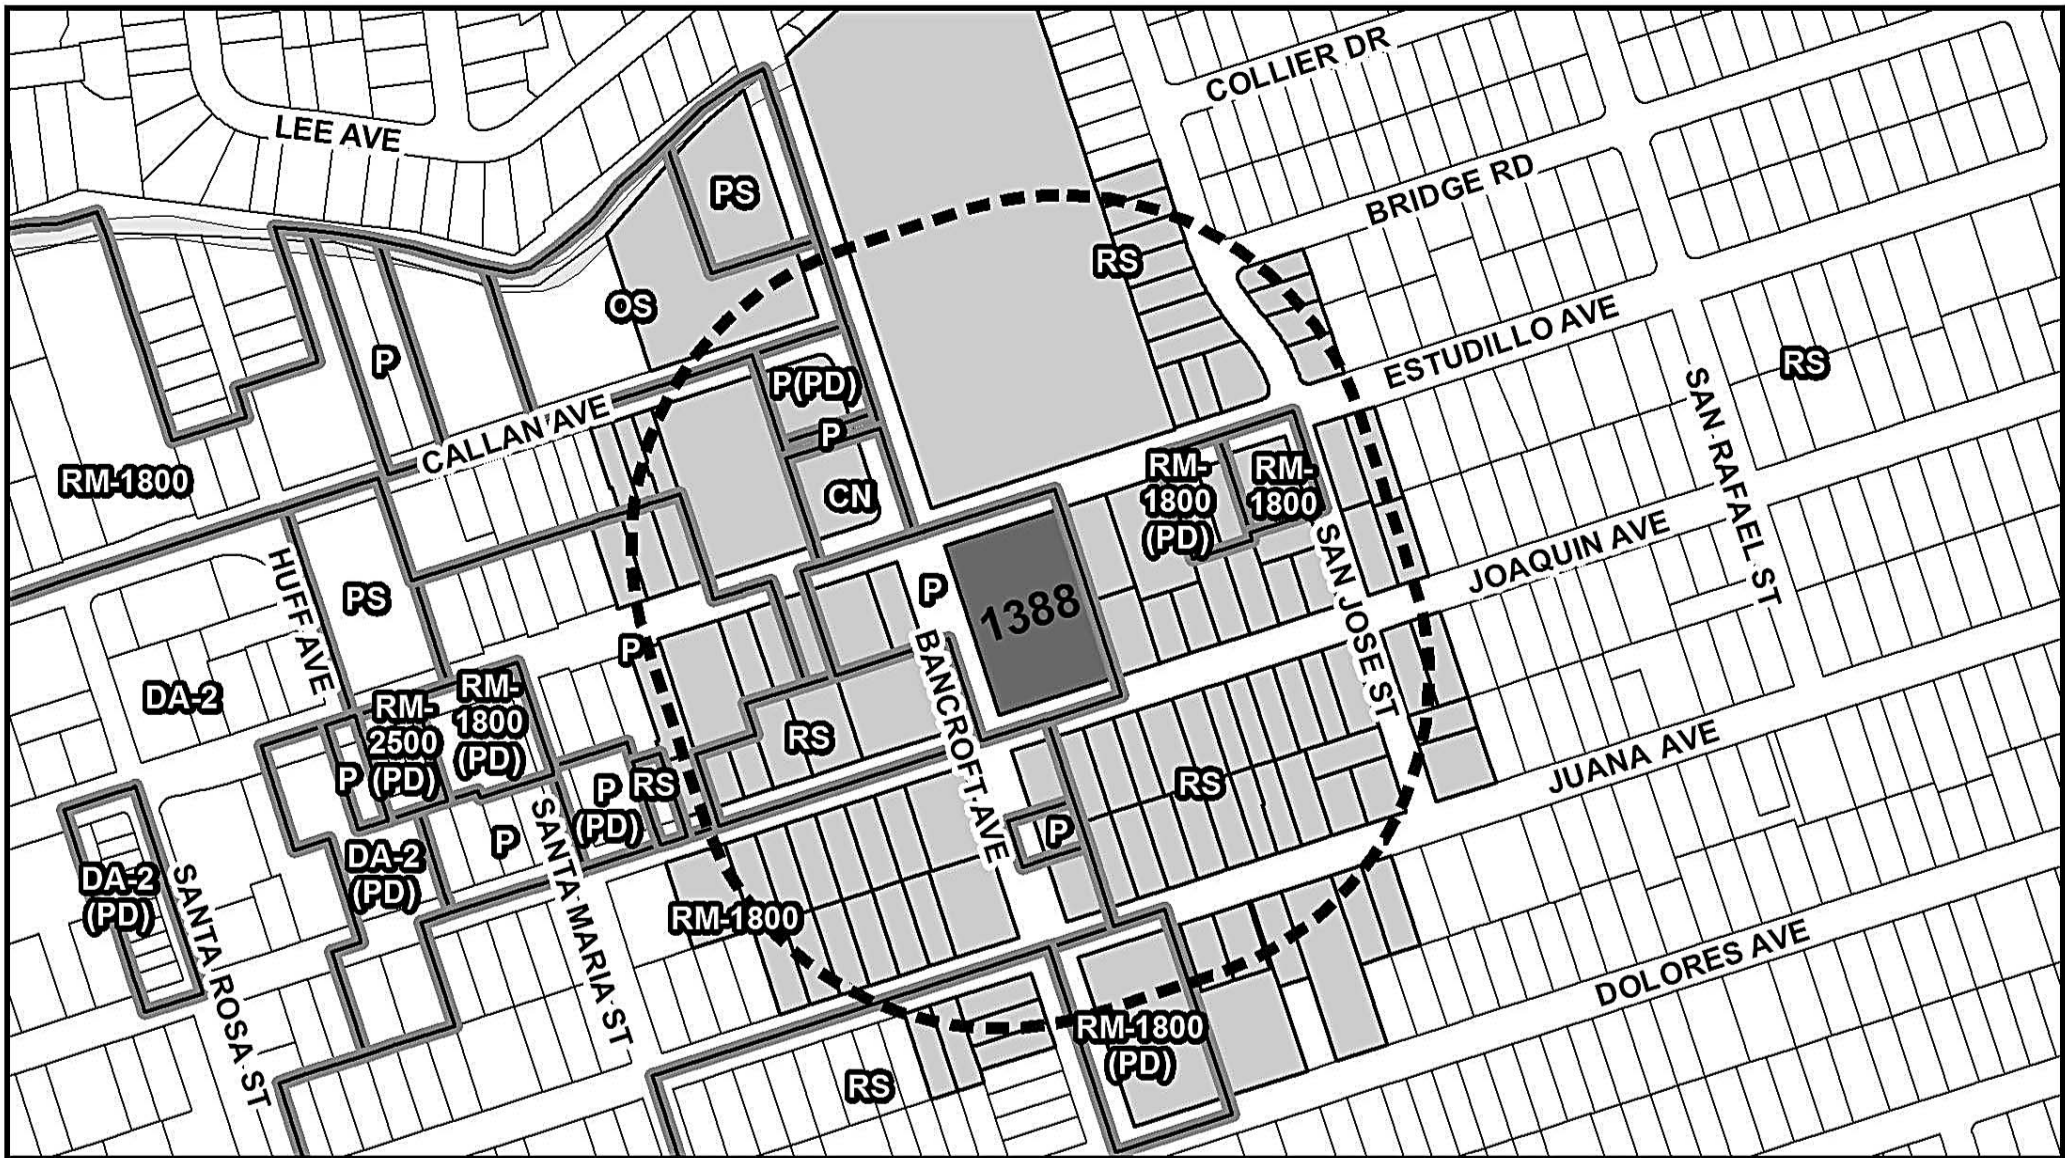 COLLIER DR
LEE AVE
PS
BRIDGE RD
RS
OS
ESTUDILLO AVE
P
P(PD)
RS
SAN RAFAEL ST
CALLAN AVE
P
RM-1800
RM-
1800
(PD)
RM-
1800
CN
HUFF AVE
PS
P
1388
SAN JOSE ST
JOAQUIN AVE
P
BANCROFT AVE
DA-2
RM-
2500
(PD)
RM-
1800
(PD)
RS
P
P
(PD)
RS
RS
JUANA AVE
SANTA MARIA ST
P
P
DA-2
(PD)
DA-2
(PD)
SANTA ROSA ST
RM-1800
DOLORES AVE
RM-1800
(PD)
RS